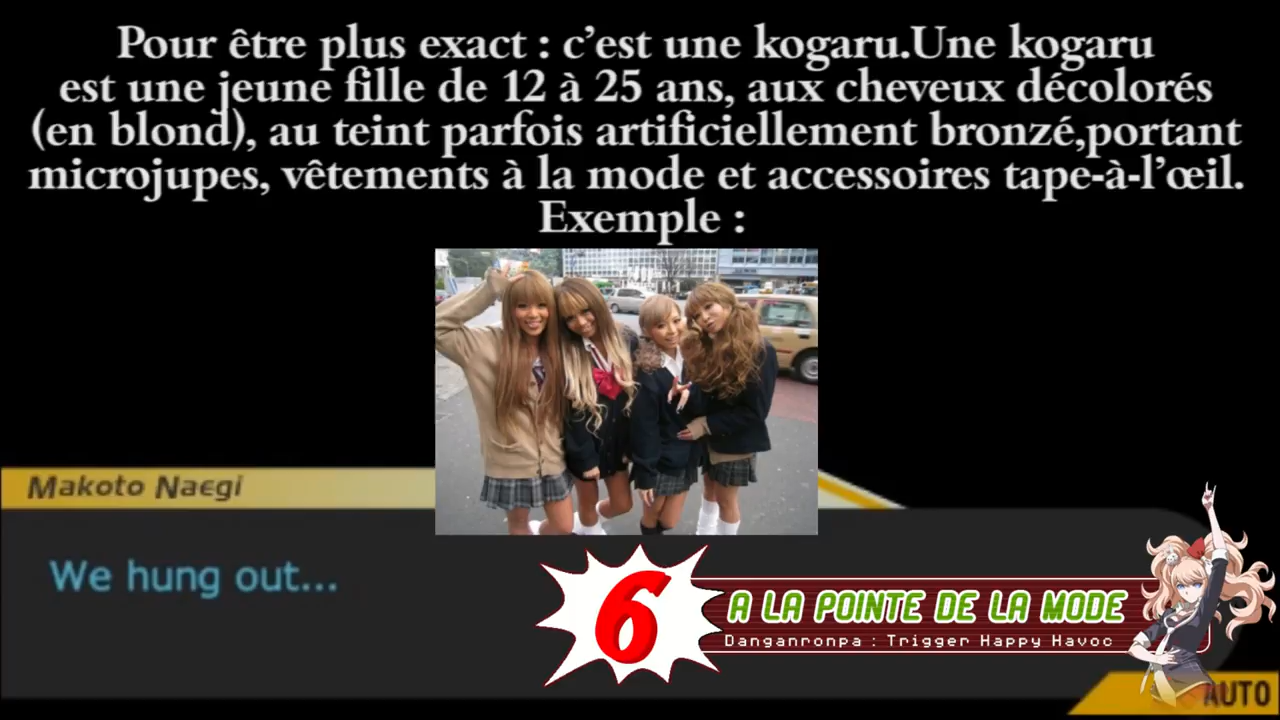 Pour être plus exact : c’est une kogaru.Une kogaru
est une jeune fille de 12 à 25 ans, aux cheveux décolorés
(en blond), au teint parfois artificiellement bronzé,portant
microjupes, vêtements à la mode et accessoires tape-à-l’œil.
Exemple :
Makoto Naegi
We hung out...
6
A LA POINTE DE LA MODE
Danganronpa : Trigger Happy Havoc
AUTO